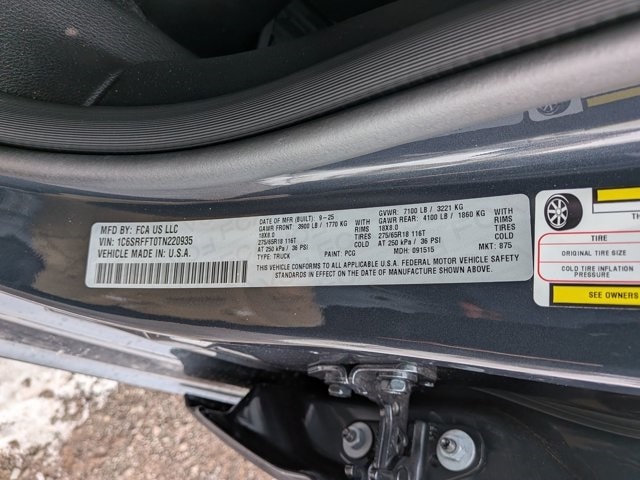 MFD BY: FCA US LLC
VIN: 1C6SRFFT0TN220935
VEHICLE MADE IN U.S.A.
DATE OF MFR (BUILT): 9-25
GAWR FRONT: 3900 LB / 1770 KG
18X8.0
275/65R18 116T
AT 250 kPa / 36 PSI
TYPE: TRUCK
RIMS
TIRES
COLD
PAINT: PCG
GVWR: 7100 LB / 3221 KG
GAWR REAR: 4100 LB / 1860 KG
18X8.0
275/65R18 116T
AT 250 kPa / 36 PSI
MDH: 091515
RIMS
TIRES
COLD
MKT: 875
THIS VEHICLE CONFORMS TO ALL APPLICABLE U.S.A. FEDERAL MOTOR VEHICLE SAFETY
STANDARDS IN EFFECT ON THE DATE OF MANUFACTURE SHOWN ABOVE.
TIRE
ORIGINAL TIRE SIZE
COLD TIRE INFLATION
PRESSURE
SEE OWNERS